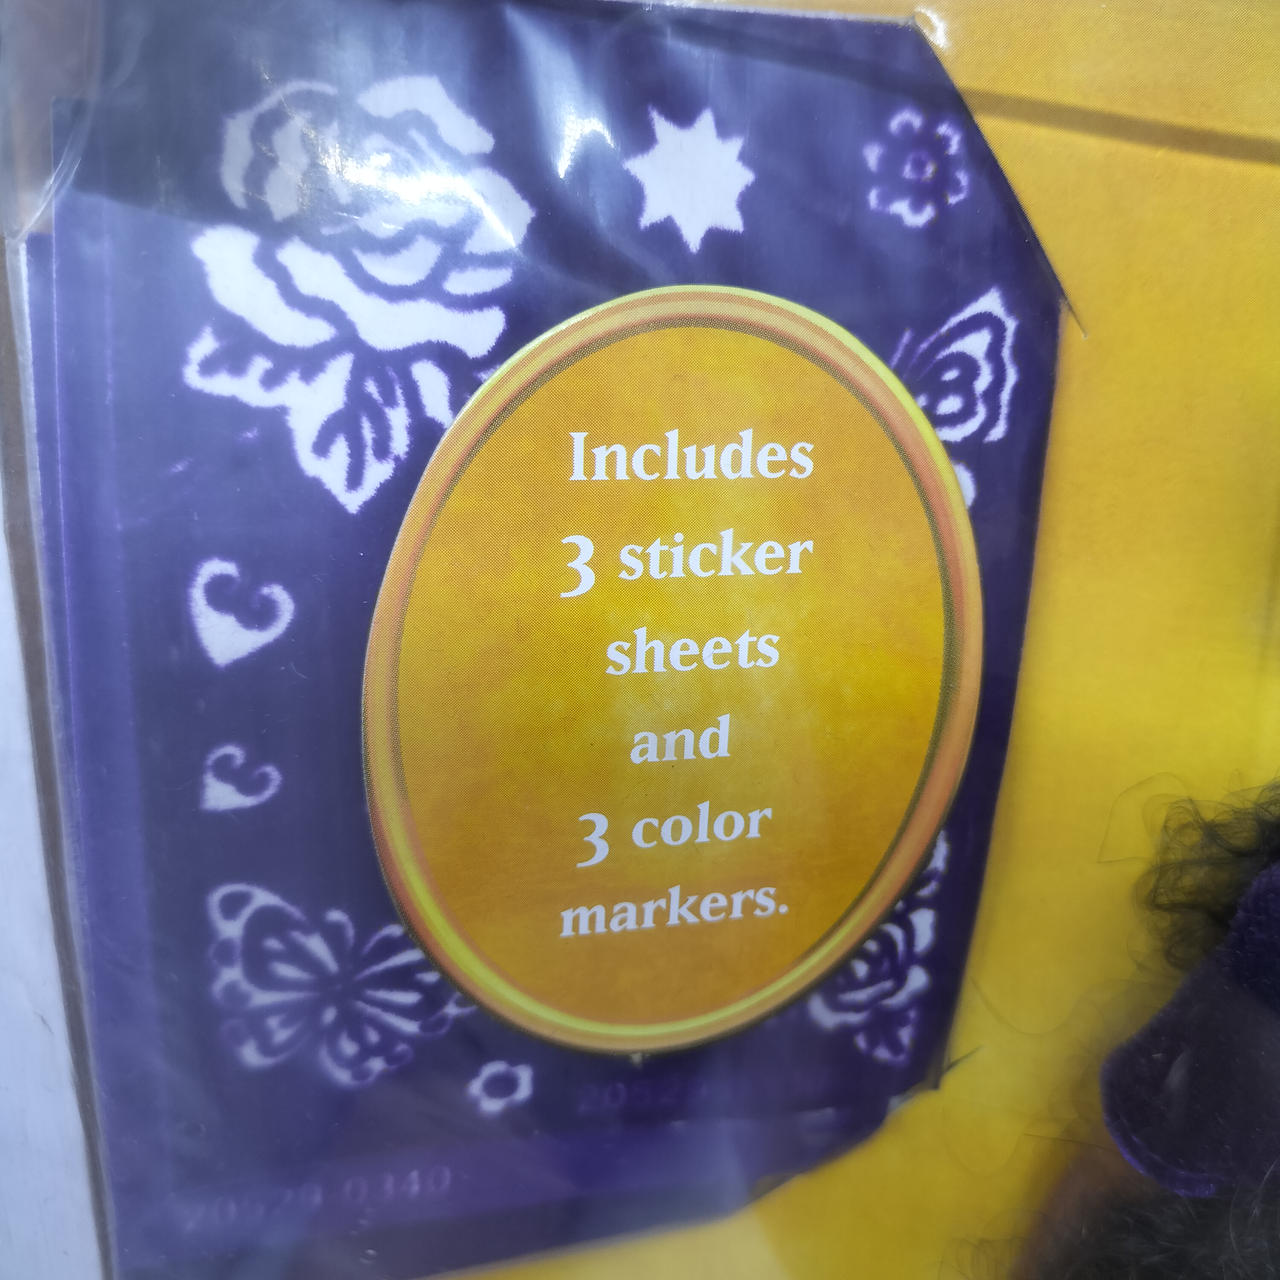 Includes
3 sticker
sheets
and
3 color
markers.